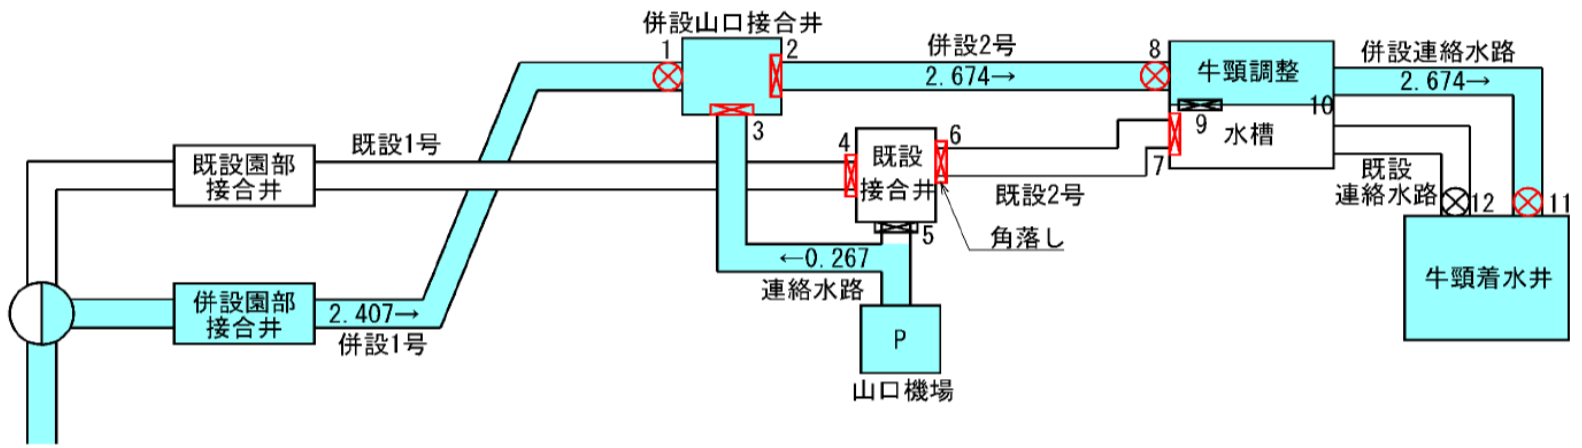 併設山口接合井
1
2
併設2号
2.674→
8
牛頸調整
水槽
9
10
併設連絡水路
2.674→
3
既設1号
4
既設
接合井
6
5
角落し
既設2号
7
既設園部
接合井
既設
連絡水路
12
11
←0.267
連絡水路
牛頸着水井
併設園部
接合井
2.407→
併設1号
P
山口機場